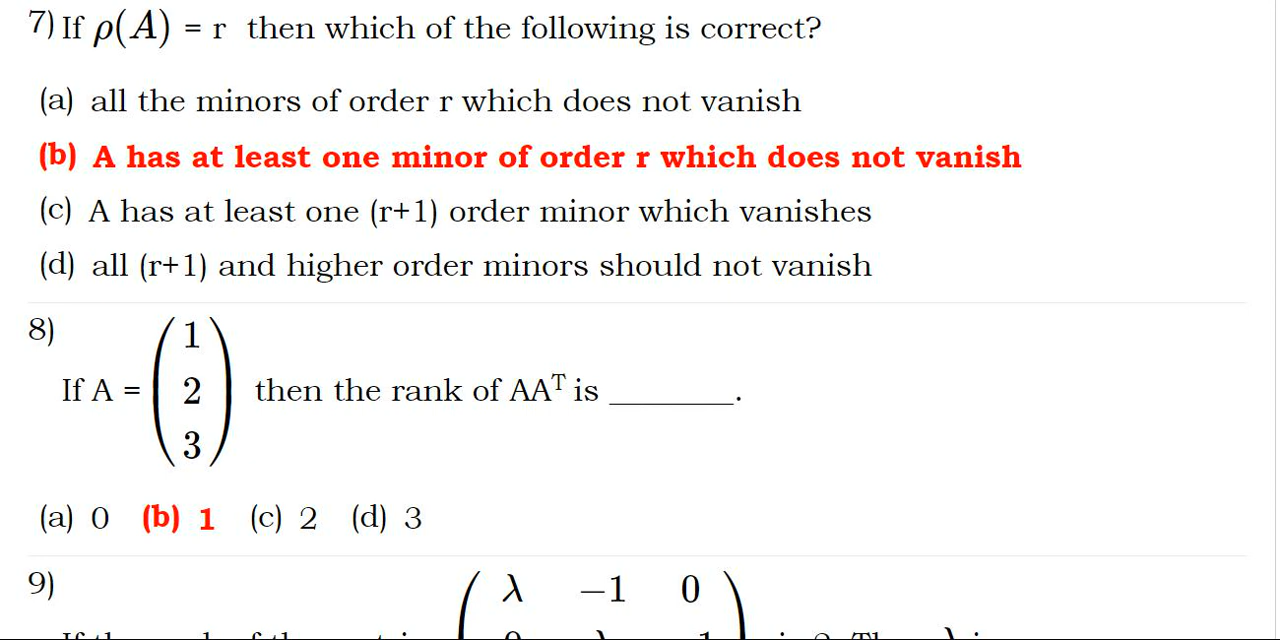 7) If ρ(A) = r then which of the following is correct?
(a) all the minors of order r which does not vanish
(b) A has at least one minor of order r which does not vanish
(c) A has at least one (r+1) order minor which vanishes
(d) all (r+1) and higher order minors should not vanish
8)
1
If A = 2 then the rank of AAᵀ is ________.
3
(a) 0 (b) 1 (c) 2 (d) 3
9)
λ −1 0